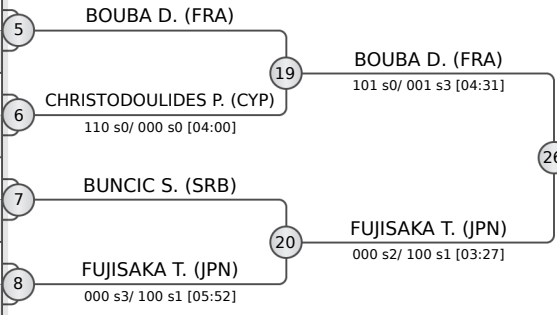 BOUBA D. (FRA)
5
19
BOUBA D. (FRA)
101 s0/ 001 s3 [04:31]
CHRISTODOULIDES P. (CYP)
6
110 s0/ 000 s0 [04:00]
26
BUNCIC S. (SRB)
7
20
FUJISAKA T. (JPN)
000 s2/ 100 s1 [03:27]
FUJISAKA T. (JPN)
8
000 s3/ 100 s1 [05:52]